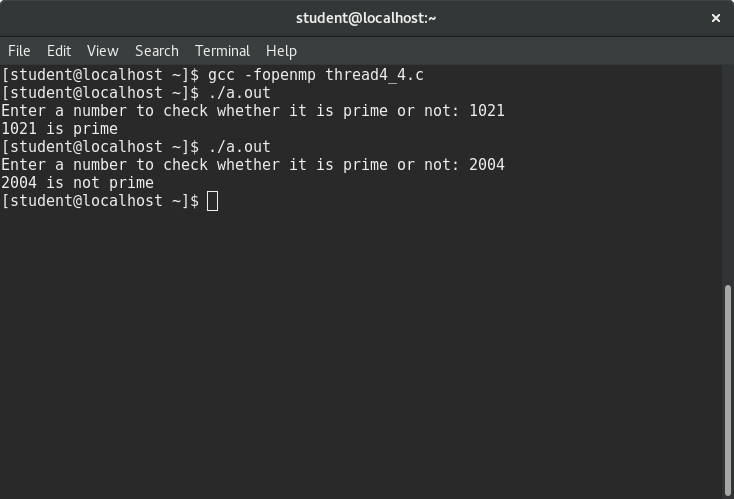 student@localhost:~
File Edit View Search Terminal Help
[student@localhost ~]$ gcc -fopenmp thread4_4.c
[student@localhost ~]$ ./a.out
Enter a number to check whether it is prime or not: 1021
1021 is prime
[student@localhost ~]$ ./a.out
Enter a number to check whether it is prime or not: 2004
2004 is not prime
[student@localhost ~]$